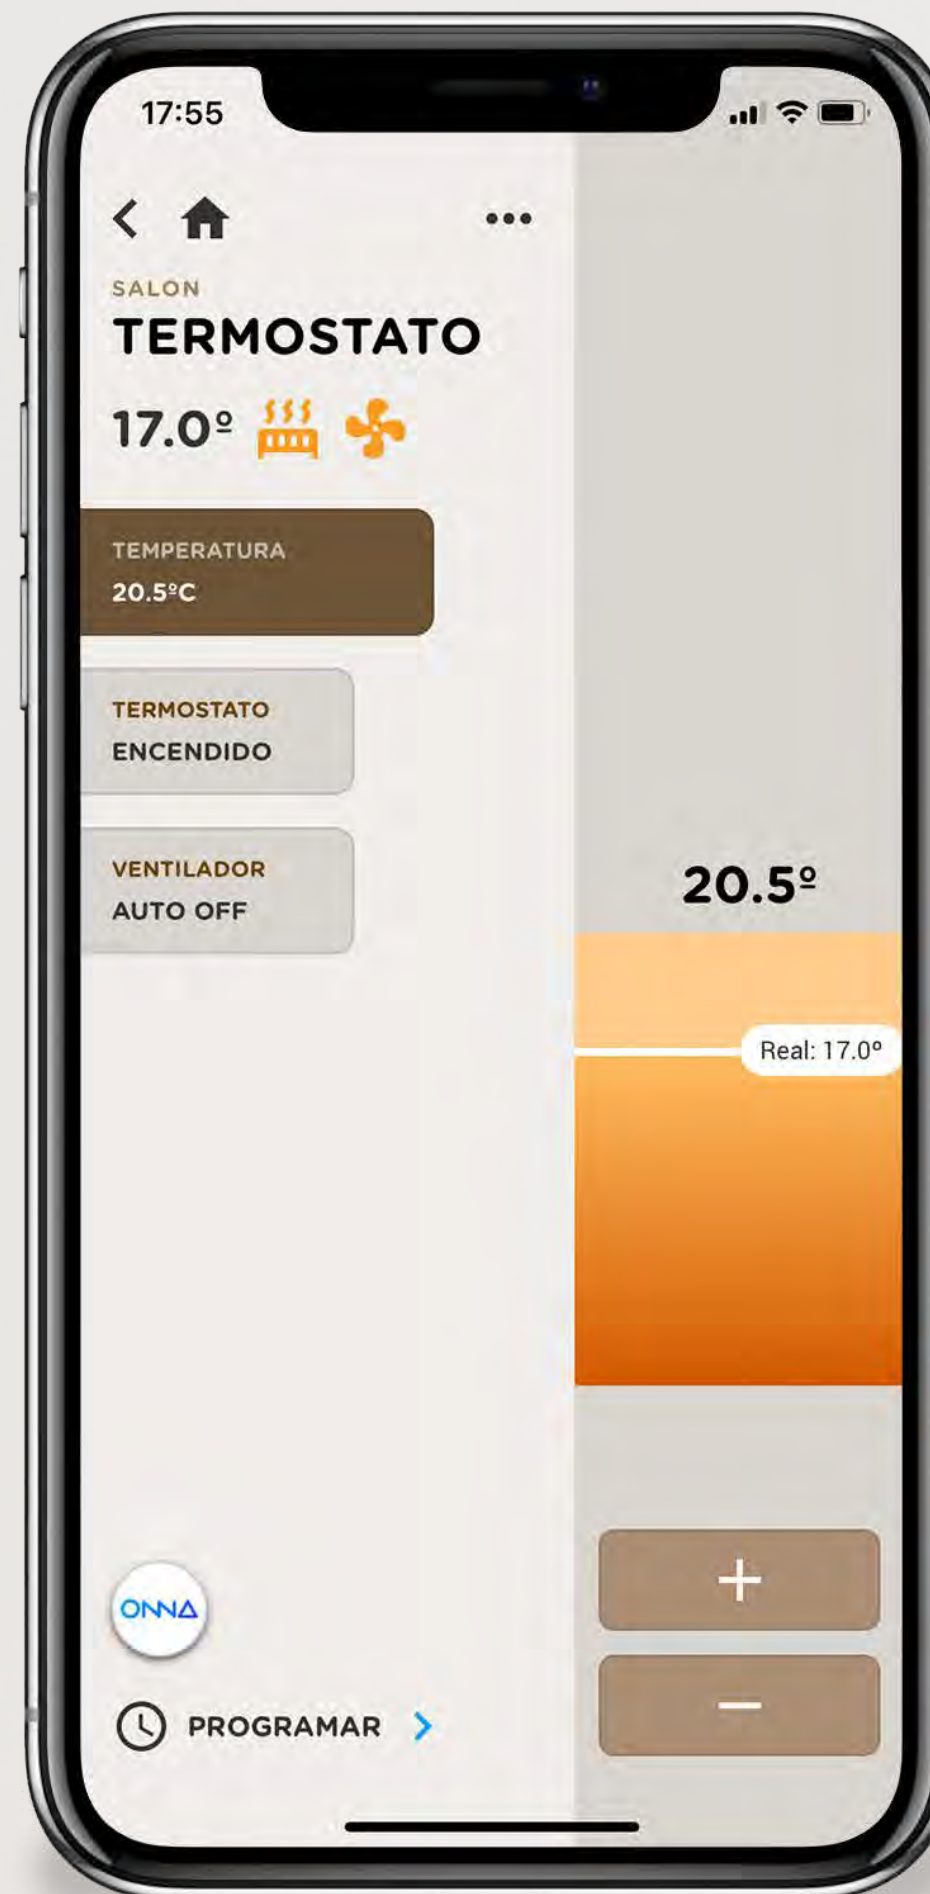 17:55
SALON
TERMOSTATO
17.0º
TEMPERATURA
20.5ºC
TERMOSTATO
ENCENDIDO
VENTILADOR
AUTO OFF
20.5º
Real: 17.0º
+
−
ONNA
PROGRAMAR